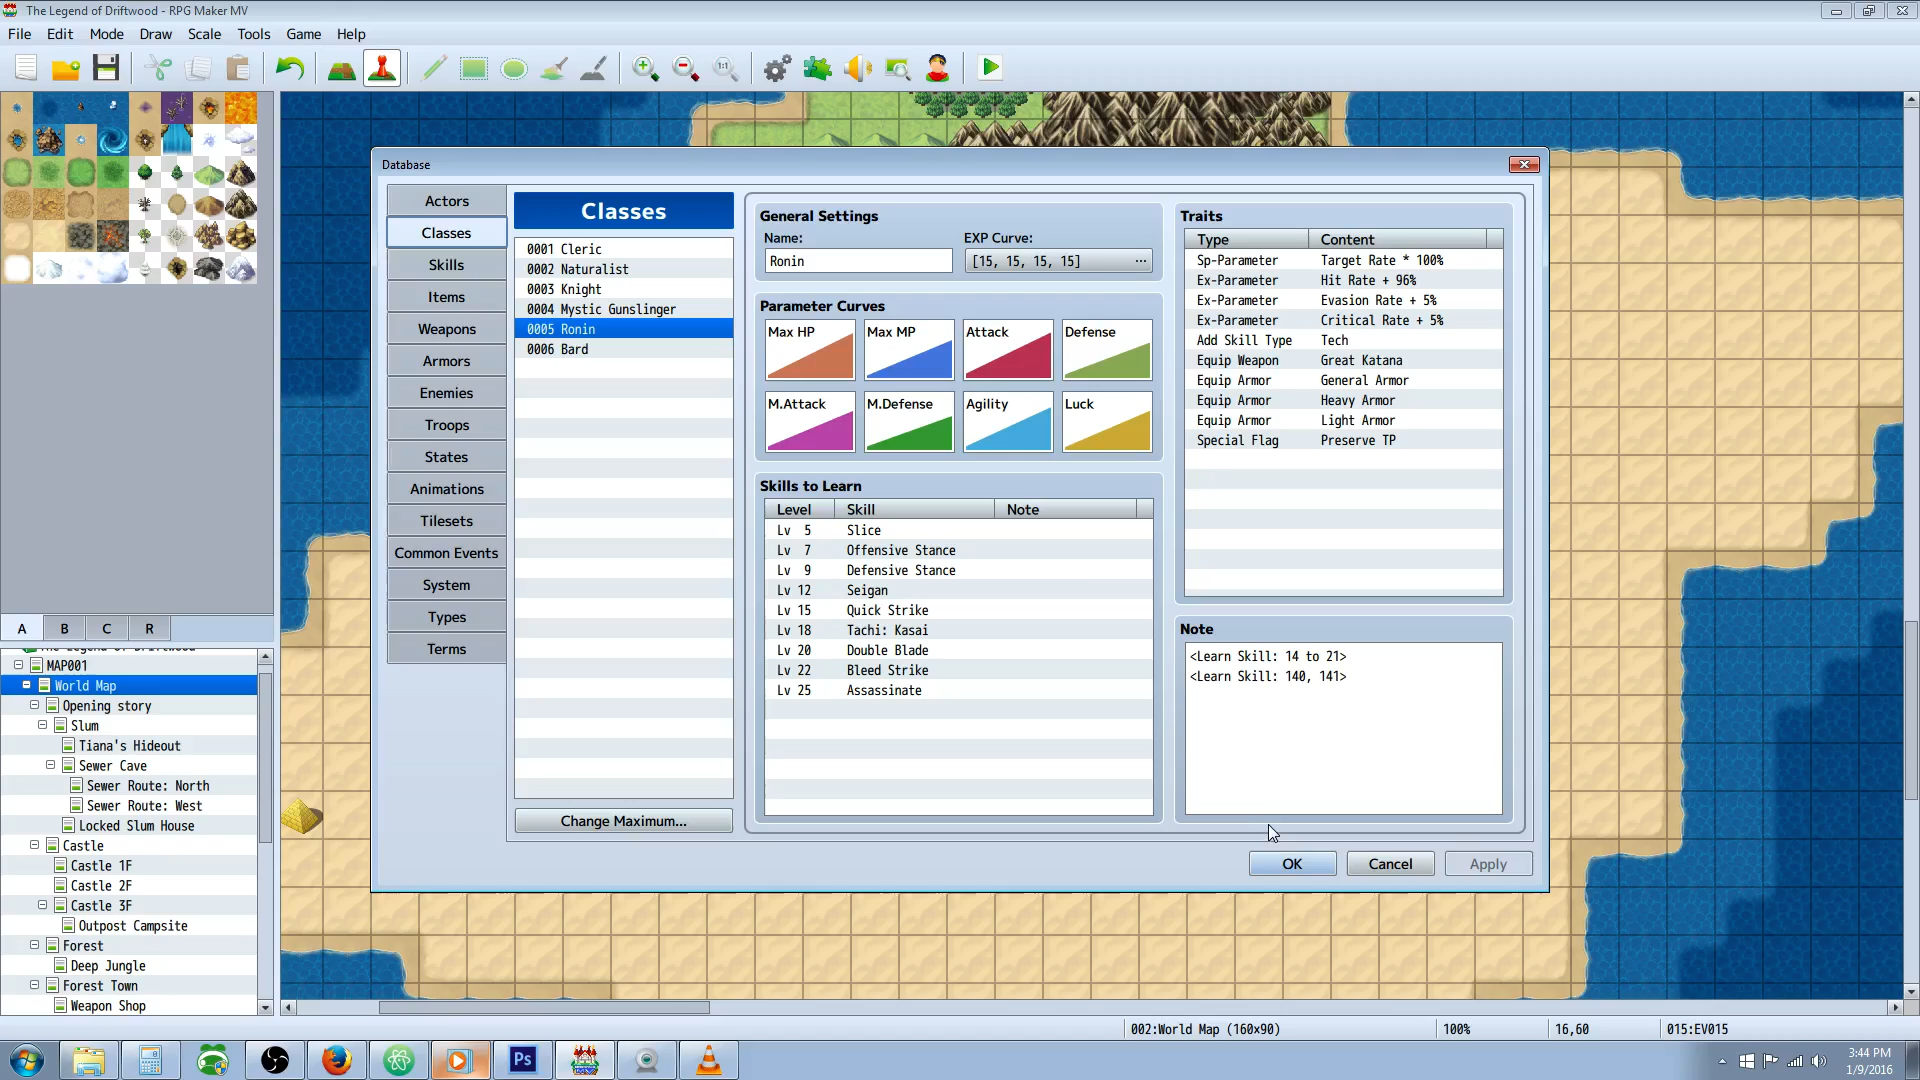 The Legend of Driftwood - RPG Maker MV
File Edit Mode Draw Scale Tools Game Help
1:1
Database
Actors
Classes
Skills
Items
Weapons
Armors
Enemies
Troops
States
Animations
Tilesets
Common Events
System
Types
Terms
Classes
0001 Cleric
0002 Naturalist
0003 Knight
0004 Mystic Gunslinger
0005 Ronin
0006 Bard
Change Maximum...
General Settings
Name: EXP Curve:
Ronin [15, 15, 15, 15] ...
Parameter Curves
Max HP Max MP Attack Defense
M.Attack M.Defense Agility Luck
Skills to Learn
Level Skill Note
Lv 5 Slice
Lv 7 Offensive Stance
Lv 9 Defensive Stance
Lv 12 Seigan
Lv 15 Quick Strike
Lv 18 Tachi: Kasai
Lv 20 Double Blade
Lv 22 Bleed Strike
Lv 25 Assassinate
Traits
Type Content
Sp-Parameter Target Rate * 100%
Ex-Parameter Hit Rate + 96%
Ex-Parameter Evasion Rate + 5%
Ex-Parameter Critical Rate + 5%
Add Skill Type Tech
Equip Weapon Great Katana
Equip Armor General Armor
Equip Armor Heavy Armor
Equip Armor Light Armor
Special Flag Preserve TP
Note
<Learn Skill: 14 to 21>
<Learn Skill: 140, 141>
OK Cancel Apply
A B C R
The Legend of Driftwood
MAP001
World Map
Opening story
Slum
Tiana's Hideout
Sewer Cave
Sewer Route: North
Sewer Route: West
Locked Slum House
Castle
Castle 1F
Castle 2F
Castle 3F
Outpost Campsite
Forest
Deep Jungle
Forest Town
Weapon Shop
002:World Map (160x90) 100% 16,60 015:EV015
Ps
3:44 PM
1/9/2016